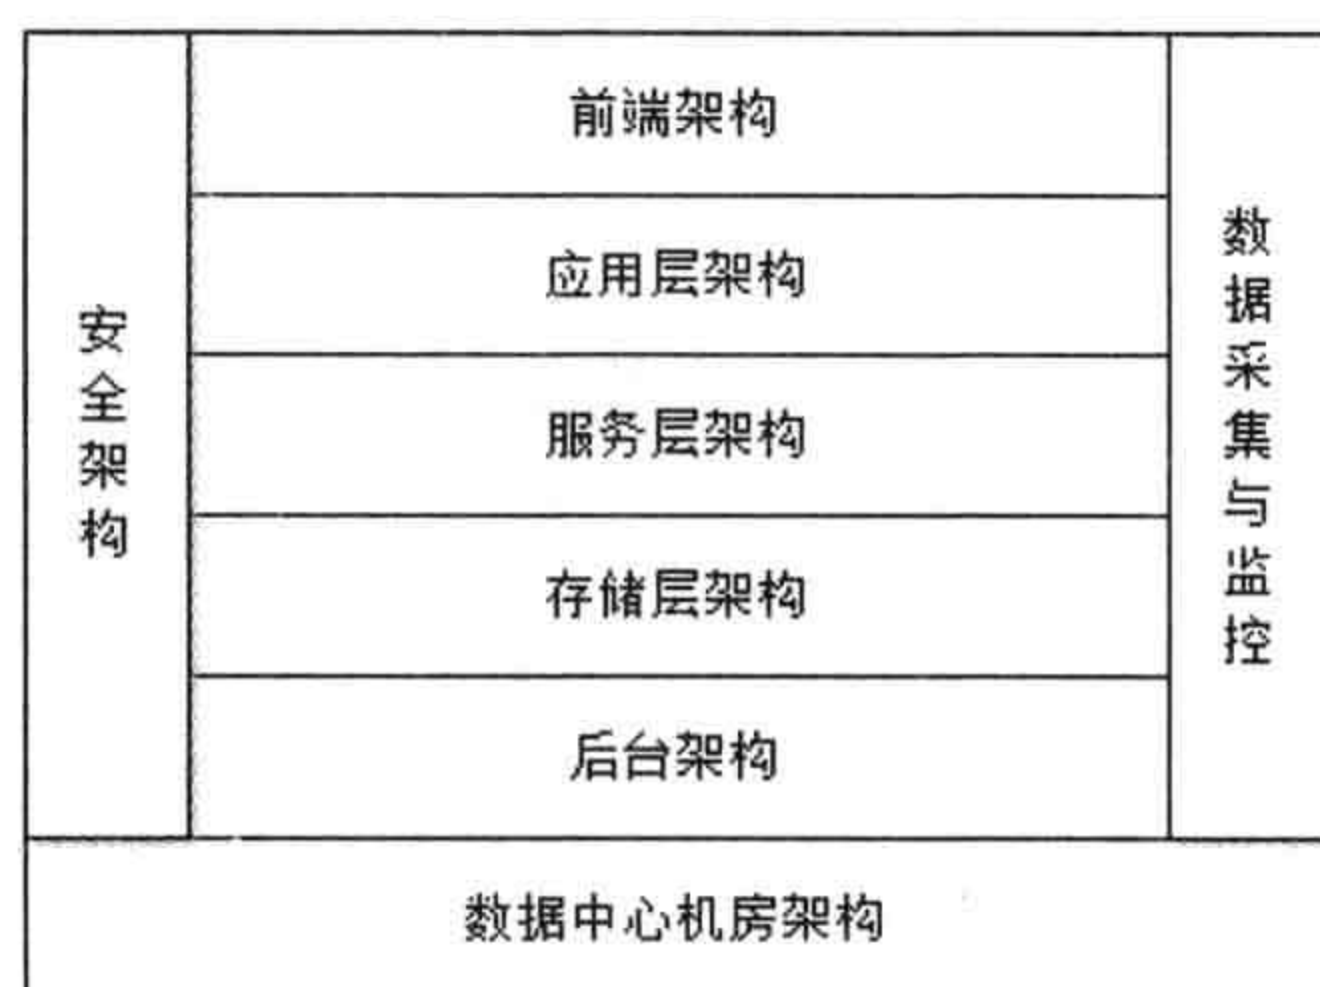 安全架构
前端架构
应用层架构
服务层架构
存储层架构
后台架构
数据采集与监控
数据中心机房架构